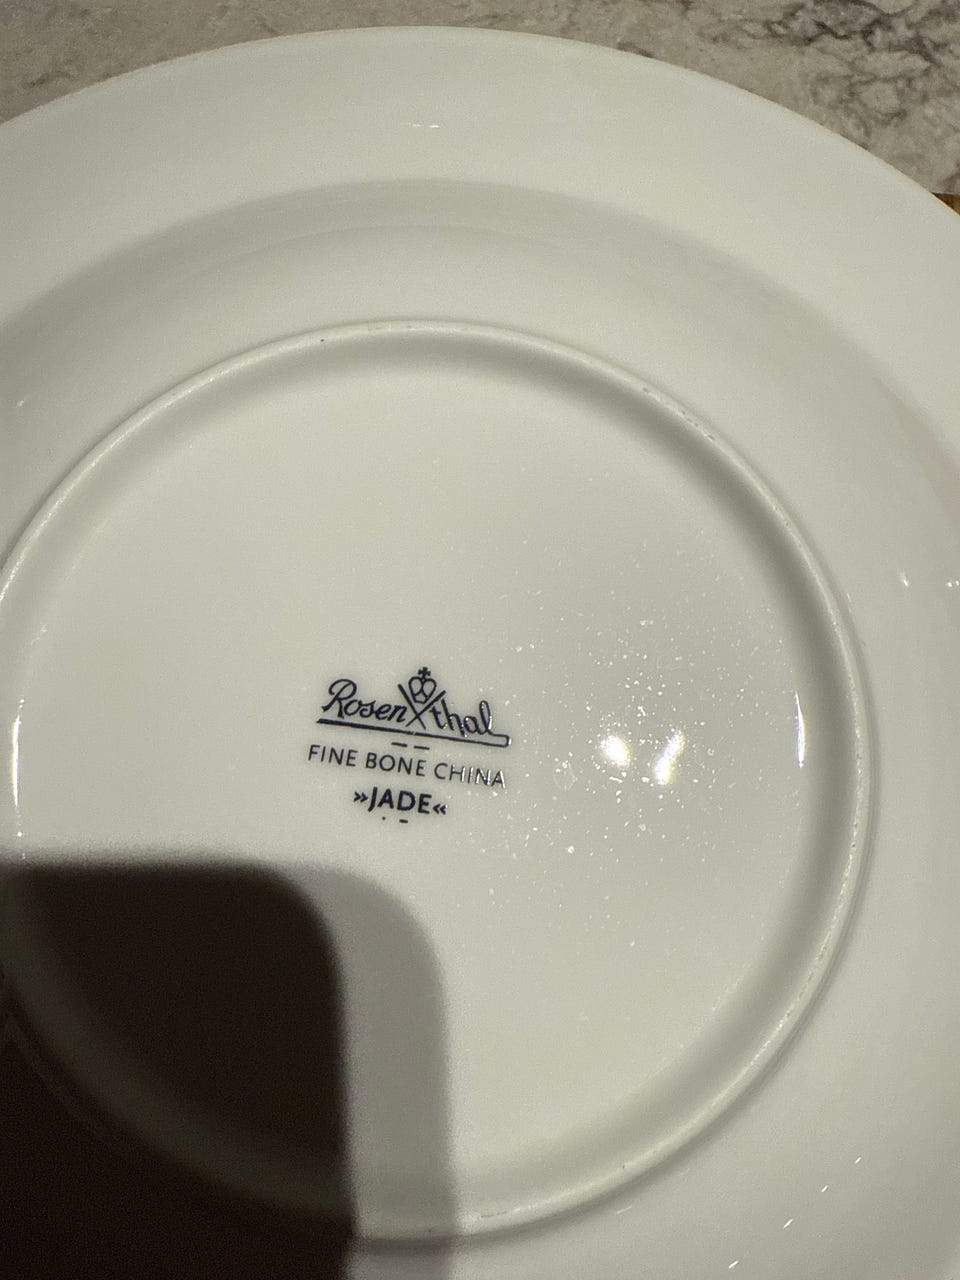 Rosenthal
FINE BONE CHINA
»JADE«